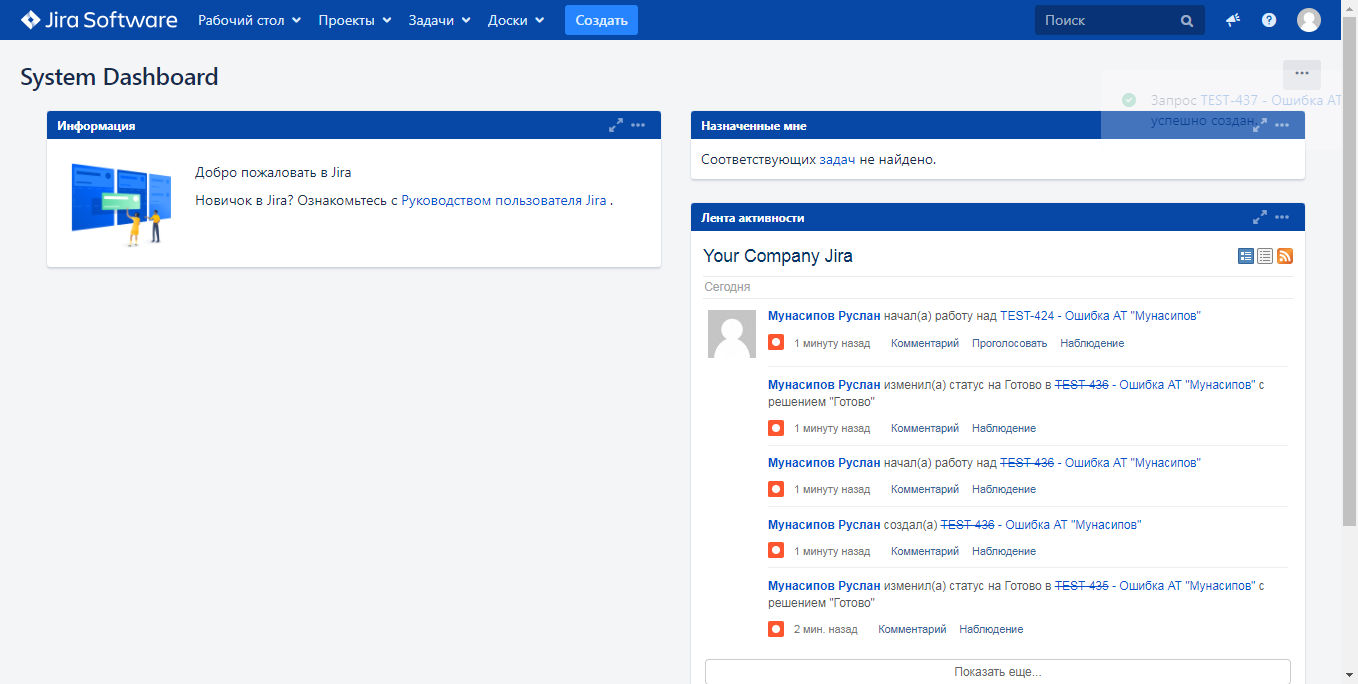 Jira Software Рабочий стол Проекты Задачи Доски Создать Поиск
System Dashboard
Запрос TEST-437 - Ошибка АТ
успешно создан.
Информация
Добро пожаловать в Jira
Новичок в Jira? Ознакомьтесь с Руководством пользователя Jira .
Назначенные мне
Соответствующих задач не найдено.
Лента активности
Your Company Jira
Сегодня
Мунасипов Руслан начал(а) работу над TEST-424 - Ошибка АТ "Мунасипов"
1 минуту назад Комментарий Проголосовать Наблюдение
Мунасипов Руслан изменил(а) статус на Готово в TEST-436 - Ошибка АТ "Мунасипов" с
решением "Готово"
1 минуту назад Комментарий Наблюдение
Мунасипов Руслан начал(а) работу над TEST-436 - Ошибка АТ "Мунасипов"
1 минуту назад Комментарий Наблюдение
Мунасипов Руслан создал(а) TEST-436 - Ошибка АТ "Мунасипов"
1 минуту назад Комментарий Наблюдение
Мунасипов Руслан изменил(а) статус на Готово в TEST-435 - Ошибка АТ "Мунасипов" с
решением "Готово"
2 мин. назад Комментарий Наблюдение
Показать еще...